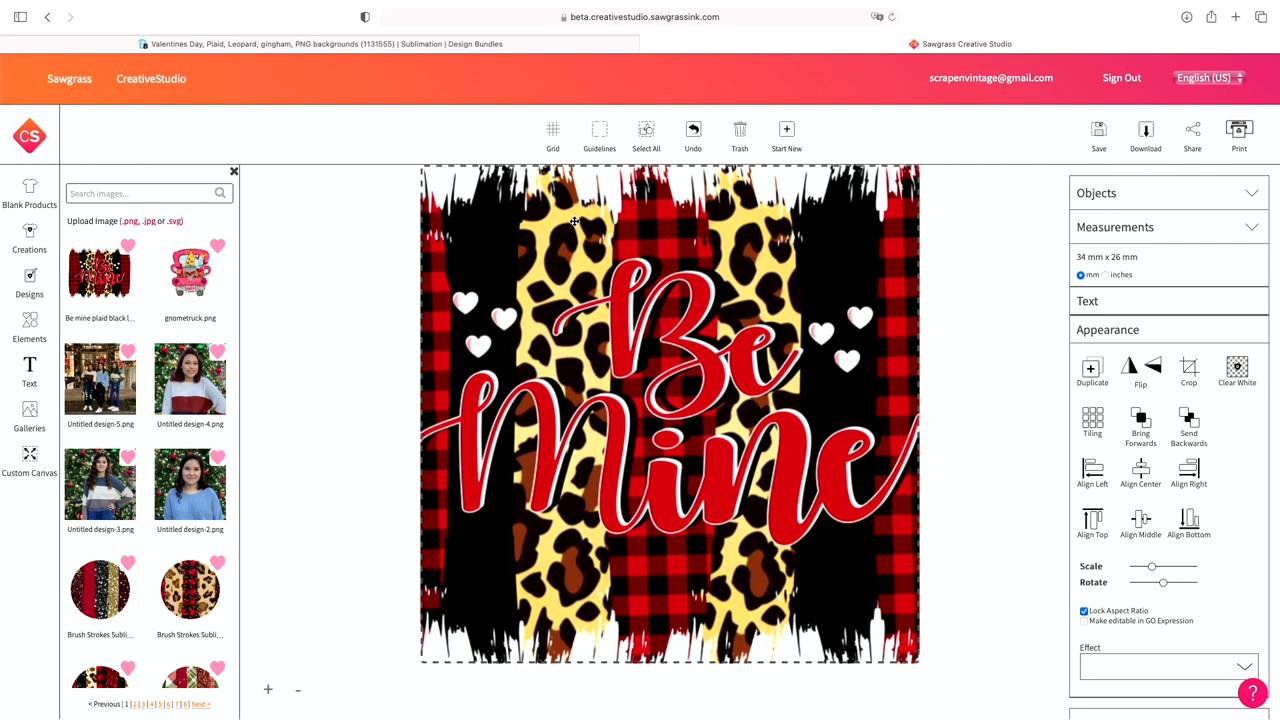 beta.creativestudio.sawgrassink.com
Valentines Day, Plaid, Leopard, gingham, PNG backgrounds (1131555) | Sublimation | Design Bundles
Sawgrass Creative Studio
Sawgrass
CreativeStudio
scrapenvintage@gmail.com
Sign Out
English (US)
CS
Grid
Guidelines
Select All
Undo
Trash
Start New
Save
Download
Share
Print
Blank Products
Creations
Designs
Elements
Text
Galleries
Custom Canvas
Search images...
Upload Image (.png, .jpg or .svg)
Be mine plaid black l...
gnometruck.png
Untitled design-5.png
Untitled design-4.png
Untitled design-3.png
Untitled design-2.png
Brush Strokes Subli...
Brush Strokes Subli...
< Previous | 1 | 2 | 3 | 4 | 5 | 6 | 7 | 8 | Next >
Be
Mine
+ -
Objects
Measurements
34 mm x 26 mm
mm inches
Text
Appearance
Duplicate
Flip
Crop
Clear White
Tiling
Bring Forwards
Send Backwards
Align Left
Align Center
Align Right
Align Top
Align Middle
Align Bottom
Scale
Rotate
Lock Aspect Ratio
Make editable in GO Expression
Effect
?